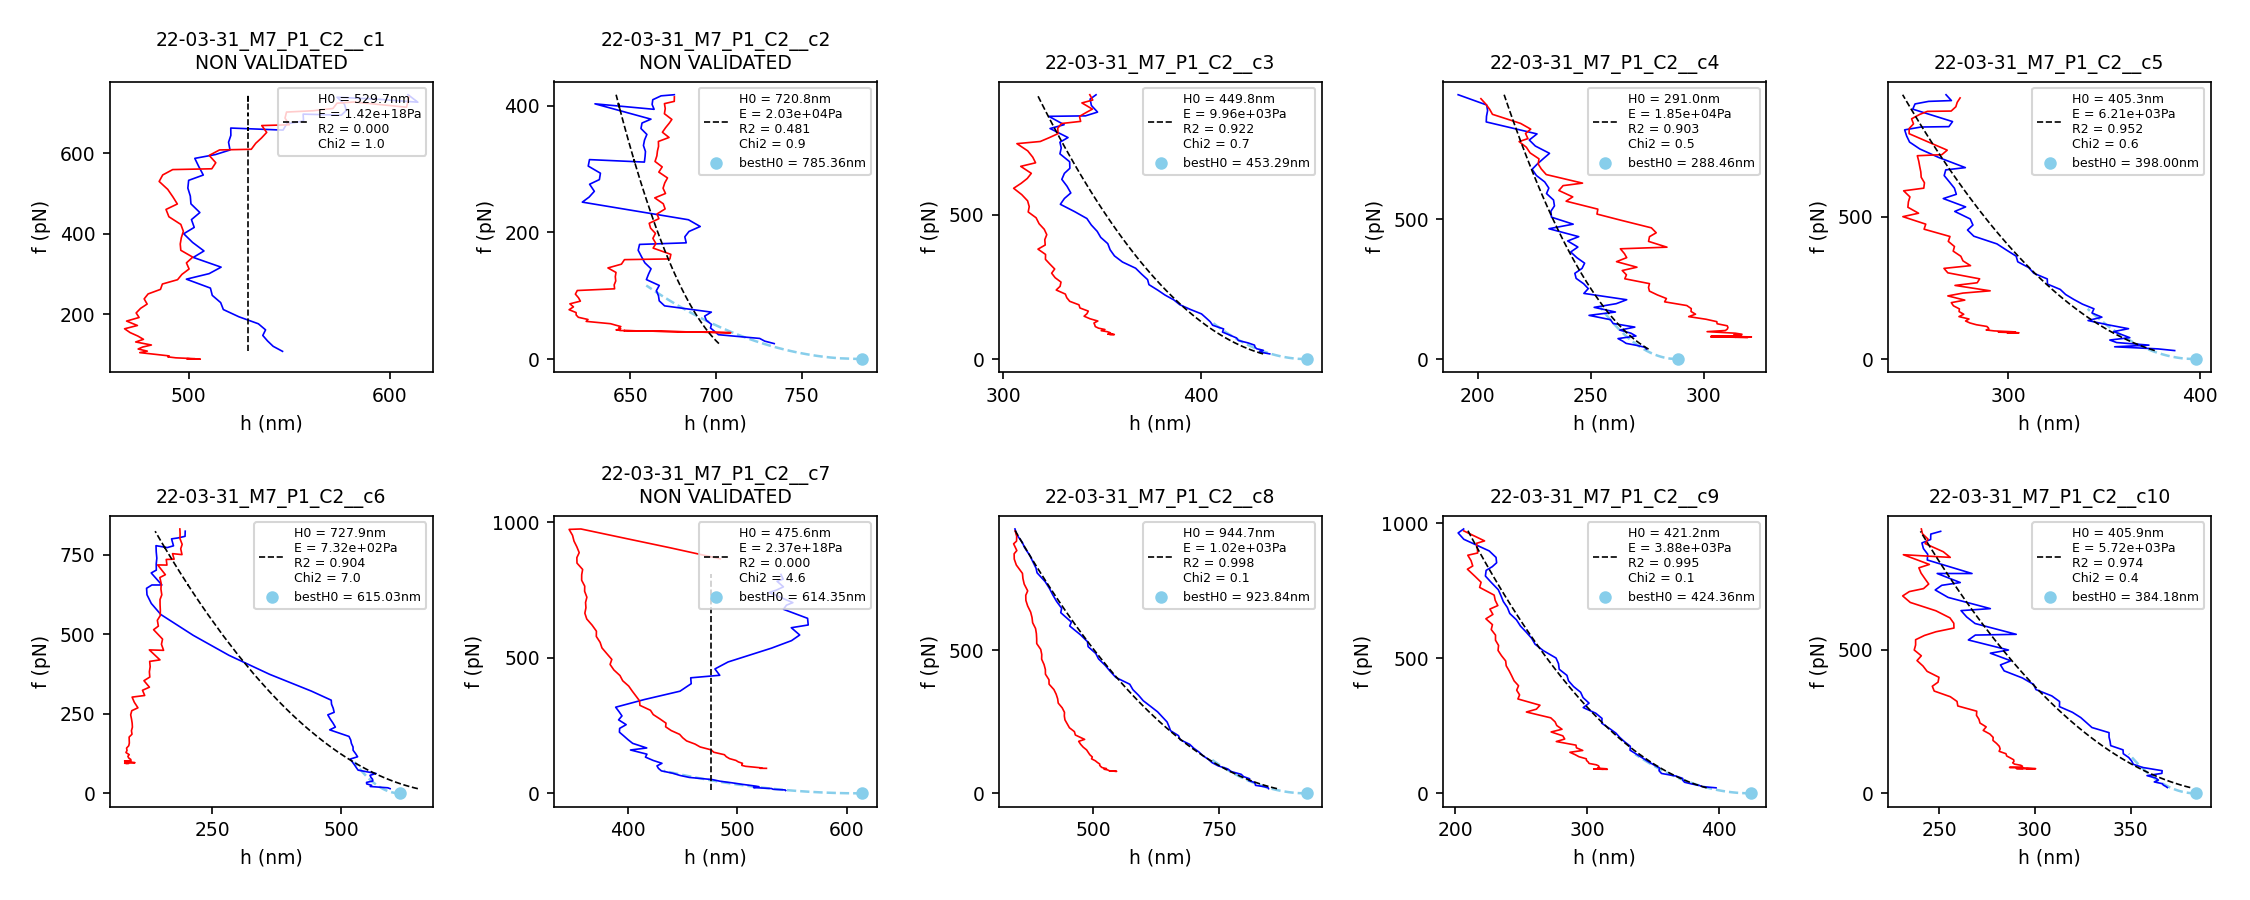 22-03-31_M7_P1_C2__c1
NON VALIDATED
H0 = 529.7nm
E = 1.42e+18Pa
R2 = 0.000
Chi2 = 1.0
600
400
200
500
600
f (pN)
h (nm)
22-03-31_M7_P1_C2__c2
NON VALIDATED
H0 = 720.8nm
E = 2.03e+04Pa
R2 = 0.481
Chi2 = 0.9
bestH0 = 785.36nm
400
200
0
650
700
750
f (pN)
h (nm)
22-03-31_M7_P1_C2__c3
H0 = 449.8nm
E = 9.96e+03Pa
R2 = 0.922
Chi2 = 0.7
bestH0 = 453.29nm
500
0
300
400
f (pN)
h (nm)
22-03-31_M7_P1_C2__c4
H0 = 291.0nm
E = 1.85e+04Pa
R2 = 0.903
Chi2 = 0.5
bestH0 = 288.46nm
500
0
200
250
300
f (pN)
h (nm)
22-03-31_M7_P1_C2__c5
H0 = 405.3nm
E = 6.21e+03Pa
R2 = 0.952
Chi2 = 0.6
bestH0 = 398.00nm
500
0
300
400
f (pN)
h (nm)
22-03-31_M7_P1_C2__c6
H0 = 727.9nm
E = 7.32e+02Pa
R2 = 0.904
Chi2 = 7.0
bestH0 = 615.03nm
750
500
250
0
250
500
f (pN)
h (nm)
22-03-31_M7_P1_C2__c7
NON VALIDATED
H0 = 475.6nm
E = 2.37e+18Pa
R2 = 0.000
Chi2 = 4.6
bestH0 = 614.35nm
1000
500
0
400
500
600
f (pN)
h (nm)
22-03-31_M7_P1_C2__c8
H0 = 944.7nm
E = 1.02e+03Pa
R2 = 0.998
Chi2 = 0.1
bestH0 = 923.84nm
500
0
500
750
f (pN)
h (nm)
22-03-31_M7_P1_C2__c9
H0 = 421.2nm
E = 3.88e+03Pa
R2 = 0.995
Chi2 = 0.1
bestH0 = 424.36nm
1000
500
0
200
300
400
f (pN)
h (nm)
22-03-31_M7_P1_C2__c10
H0 = 405.9nm
E = 5.72e+03Pa
R2 = 0.974
Chi2 = 0.4
bestH0 = 384.18nm
500
0
250
300
350
f (pN)
h (nm)